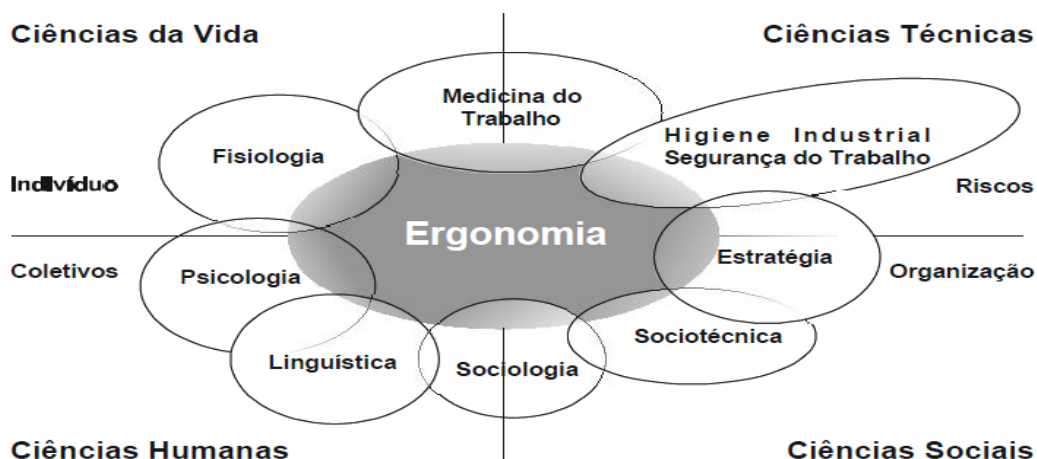 Ciências da Vida
Ciências Técnicas
Medicina do
Trabalho
Higiene Industrial
Segurança do Trabalho
Fisiologia
Indivíduo
Riscos
Ergonomia
Coletivos
Psicologia
Estratégia
Organização
Linguística
Sociologia
Sociotécnica
Ciências Humanas
Ciências Sociais